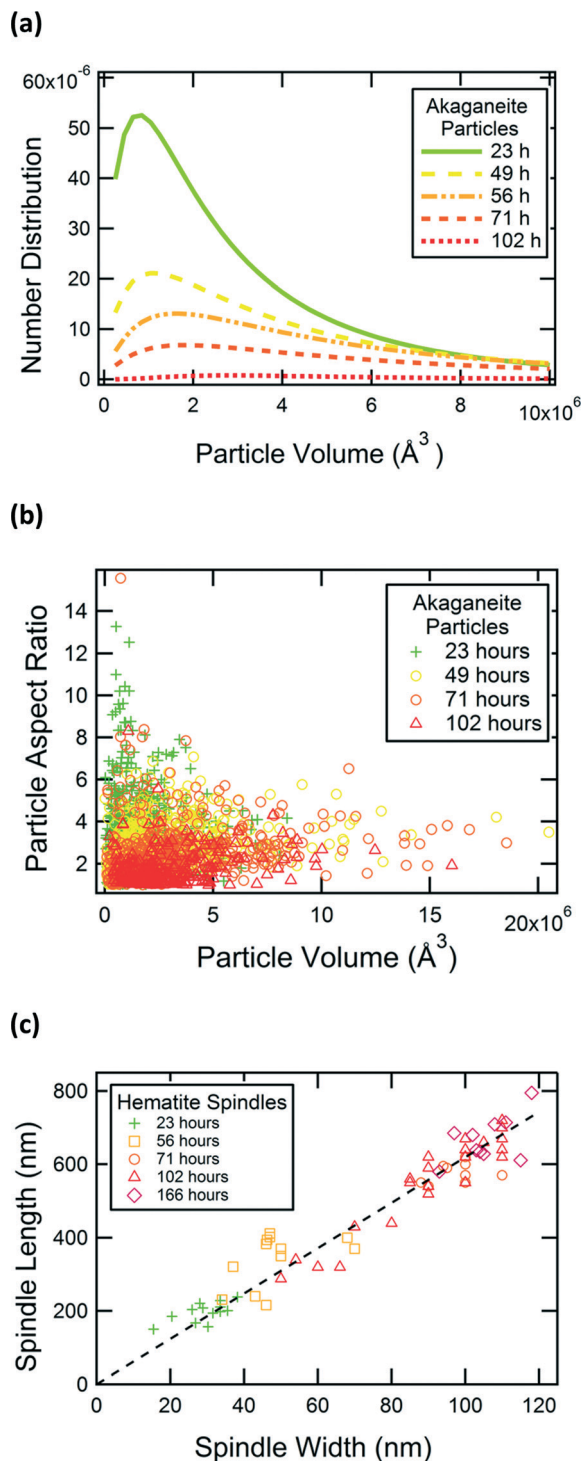 (a)
60x10⁻⁶
50
40
30
20
10
0
Number Distribution
Akaganeite
Particles
23 h
49 h
56 h
71 h
102 h
0
2
4
6
8
10x10⁶
Particle Volume (Å³ )
(b)
14
12
10
8
6
4
2
Particle Aspect Ratio
Akaganeite
Particles
23 hours
49 hours
71 hours
102 hours
0
5
10
15
20x10⁶
Particle Volume (Å³)
(c)
800
600
400
200
0
Spindle Length (nm)
Hematite Spindles
23 hours
56 hours
71 hours
102 hours
166 hours
0
20
40
60
80
100
120
Spindle Width (nm)